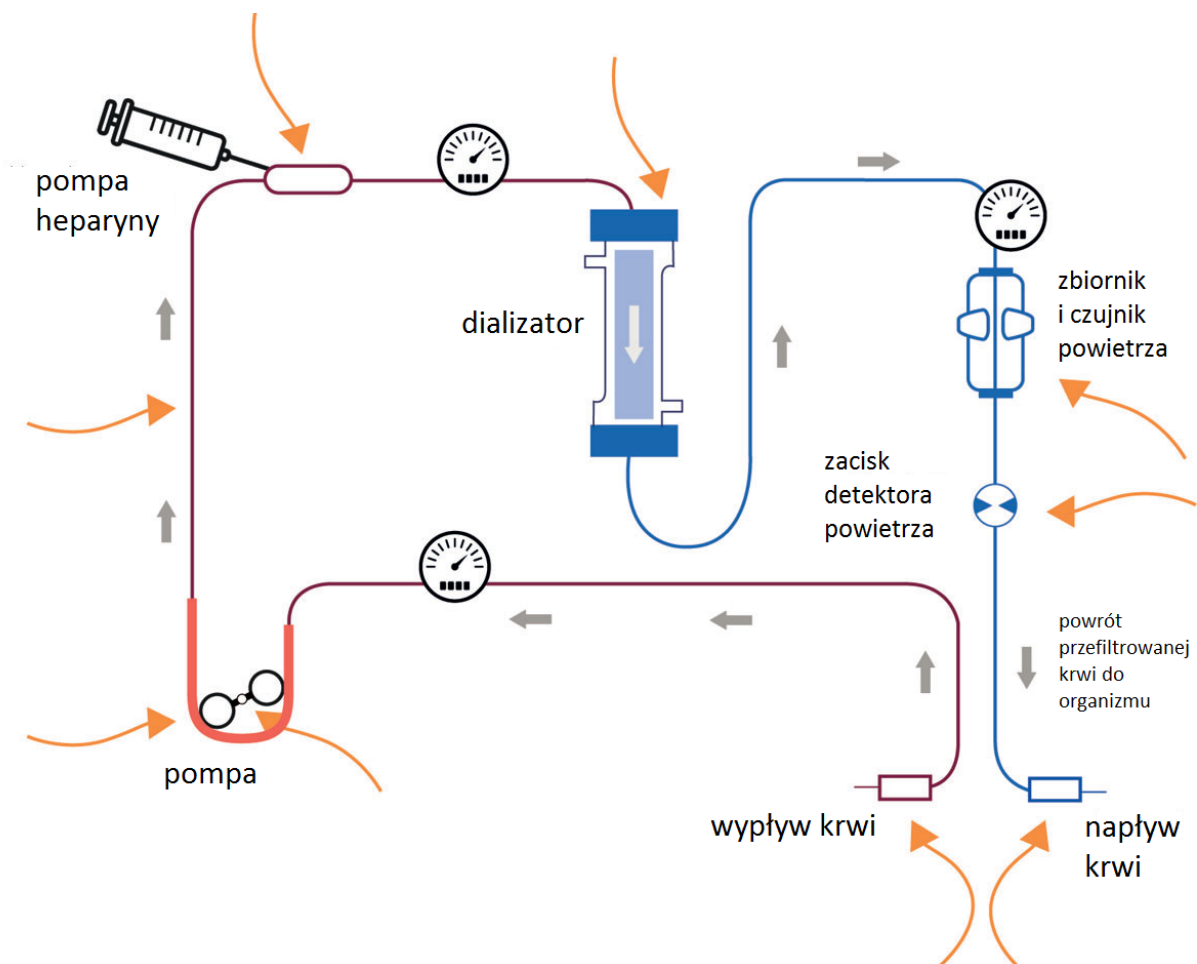 pompa
heparyny
dializator
zbiornik
i czujnik
powietrza
zacisk
detektora
powietrza
powrót
przefiltrowanej
krwi do
organizmu
pompa
wypływ krwi
napływ
krwi